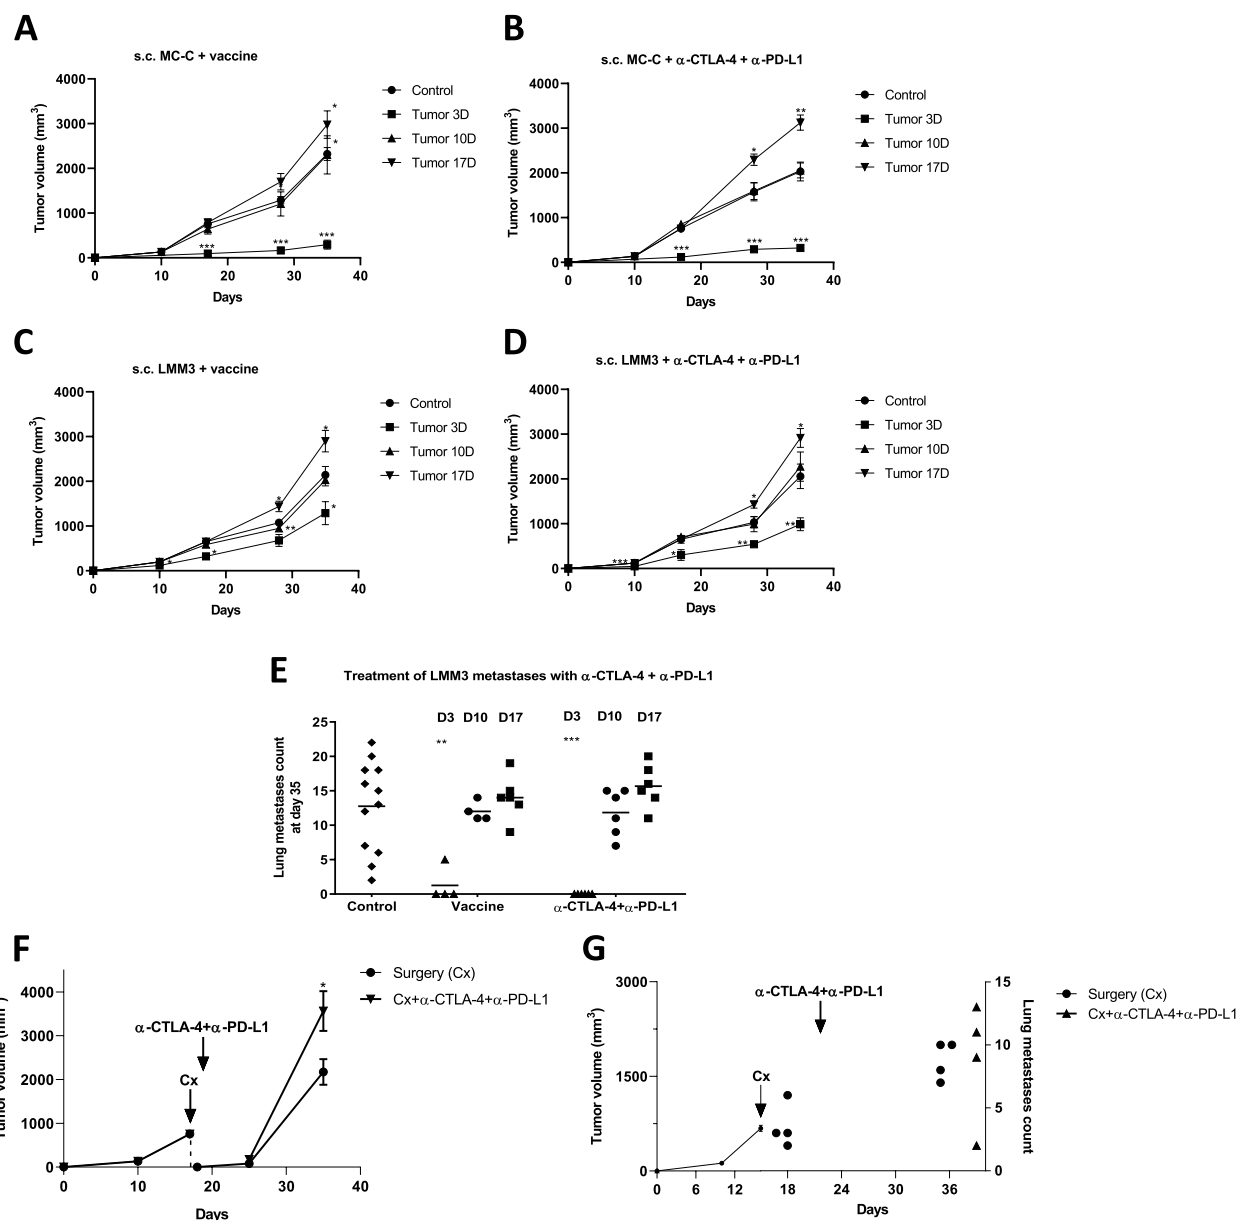 A
s.c. MC-C + vaccine
Tumor volume (mm3)
4000
3000
2000
1000
0
0 10 20 30 40
Days
Control
Tumor 3D
Tumor 10D
Tumor 17D
*
*
*** *** ***
B
s.c. MC-C + α-CTLA-4 + α-PD-L1
Tumor volume (mm3)
4000
3000
2000
1000
0
0 10 20 30 40
Days
Control
Tumor 3D
Tumor 10D
Tumor 17D
**
*
*** *** ***
C
s.c. LMM3 + vaccine
Tumor volume (mm3)
4000
3000
2000
1000
0
0 10 20 30 40
Days
Control
Tumor 3D
Tumor 10D
Tumor 17D
*
*
* * ** *
D
s.c. LMM3 + α-CTLA-4 + α-PD-L1
Tumor volume (mm3)
4000
3000
2000
1000
0
0 10 20 30 40
Days
Control
Tumor 3D
Tumor 10D
Tumor 17D
*
*
*** * ** **
E
Treatment of LMM3 metastases with α-CTLA-4 + α-PD-L1
Lung metastases count
at day 35
25
20
15
10
5
0
D3 D10 D17 D3 D10 D17
** ***
Control Vaccine α-CTLA-4+α-PD-L1
F
4000
3000
2000
1000
0
0 10 20 30 40
Days
α-CTLA-4+α-PD-L1
Cx
*
Surgery (Cx)
Cx+α-CTLA-4+α-PD-L1
G
Tumor volume (mm3)
3000
1500
0
0 6 12 18 24 30 36
Days
α-CTLA-4+α-PD-L1
Cx
15
10
5
0
Lung metastases count
Surgery (Cx)
Cx+α-CTLA-4+α-PD-L1